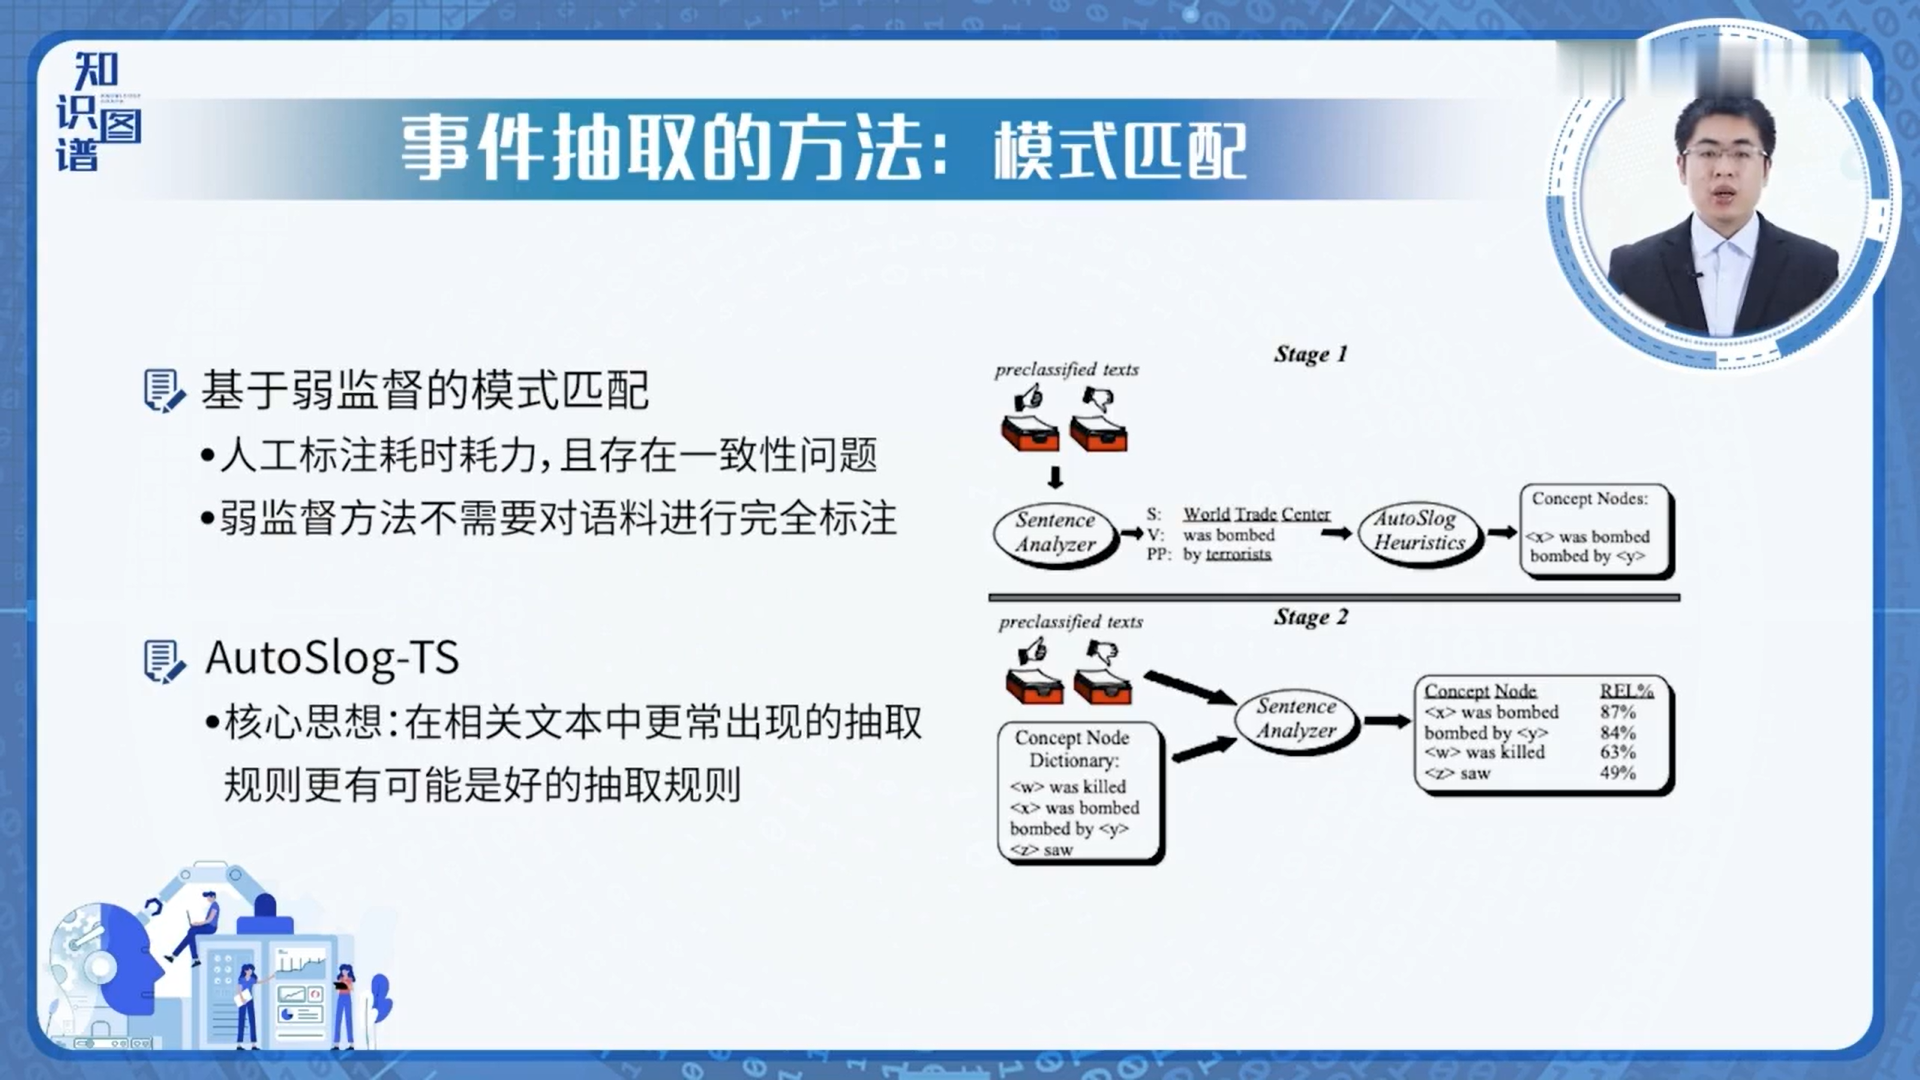 知识图谱
事件抽取的方法：模式匹配
基于弱监督的模式匹配
•人工标注耗时耗力，且存在一致性问题
•弱监督方法不需要对语料进行完全标注
AutoSlog-TS
•核心思想：在相关文本中更常出现的抽取
规则更有可能是好的抽取规则
Stage 1
preclassified texts
Sentence
Analyzer
S: World Trade Center
V: was bombed
PP: by terrorists
AutoSlog
Heuristics
Concept Nodes:
<x> was bombed
bombed by <y>
Stage 2
preclassified texts
Concept Node
Dictionary:
<w> was killed
<x> was bombed
bombed by <y>
<z> saw
Sentence
Analyzer
Concept Node REL%
<x> was bombed 87%
bombed by <y> 84%
<w> was killed 63%
<z> saw 49%